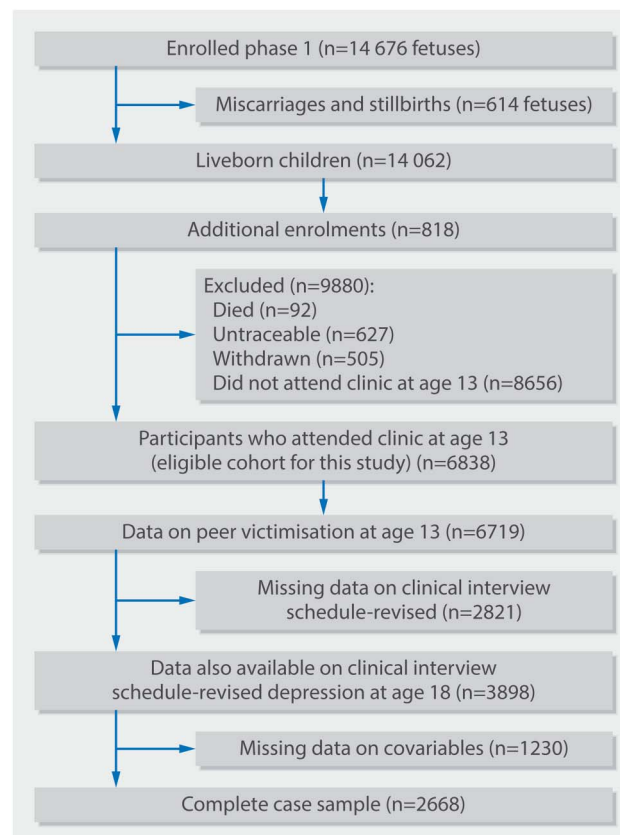 Enrolled phase 1 (n=14 676 fetuses)
Miscarriages and stillbirths (n=614 fetuses)
Liveborn children (n=14 062)
Additional enrolments (n=818)
Excluded (n=9880):
Died (n=92)
Untraceable (n=627)
Withdrawn (n=505)
Did not attend clinic at age 13 (n=8656)
Participants who attended clinic at age 13
(eligible cohort for this study) (n=6838)
Data on peer victimisation at age 13 (n=6719)
Missing data on clinical interview
schedule-revised (n=2821)
Data also available on clinical interview
schedule-revised depression at age 18 (n=3898)
Missing data on covariables (n=1230)
Complete case sample (n=2668)